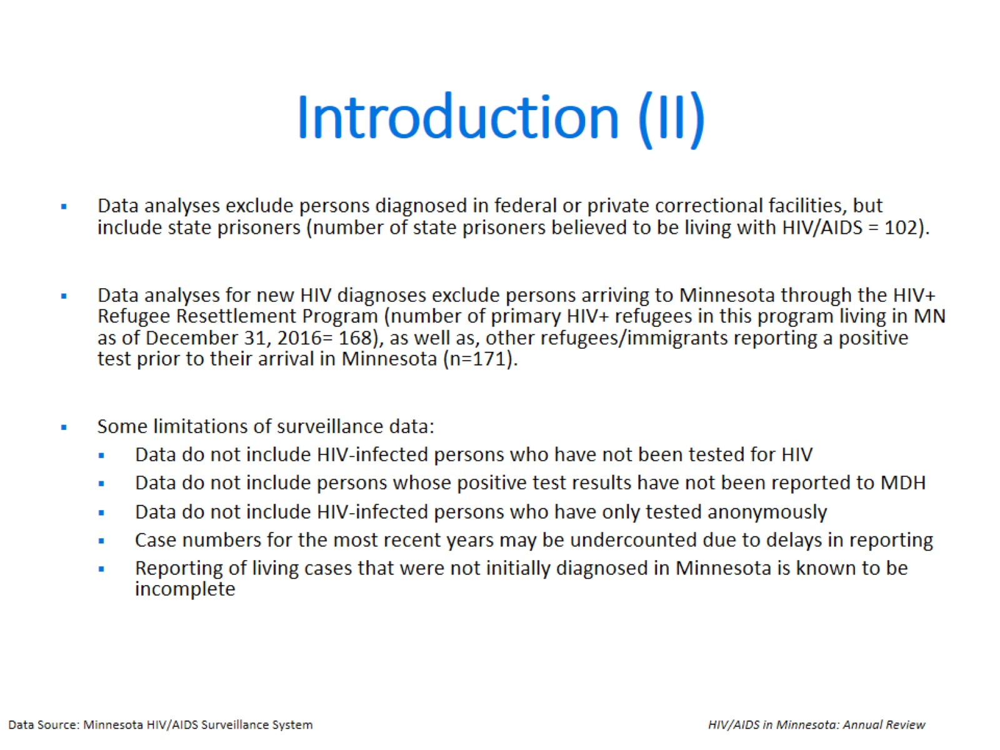 Introduction (II)
▪ Data analyses exclude persons diagnosed in federal or private correctional facilities, but
include state prisoners (number of state prisoners believed to be living with HIV/AIDS = 102).
▪ Data analyses for new HIV diagnoses exclude persons arriving to Minnesota through the HIV+
Refugee Resettlement Program (number of primary HIV+ refugees in this program living in MN
as of December 31, 2016= 168), as well as, other refugees/immigrants reporting a positive
test prior to their arrival in Minnesota (n=171).
▪ Some limitations of surveillance data:
▪ Data do not include HIV-infected persons who have not been tested for HIV
▪ Data do not include persons whose positive test results have not been reported to MDH
▪ Data do not include HIV-infected persons who have only tested anonymously
▪ Case numbers for the most recent years may be undercounted due to delays in reporting
▪ Reporting of living cases that were not initially diagnosed in Minnesota is known to be
incomplete
Data Source: Minnesota HIV/AIDS Surveillance System
HIV/AIDS in Minnesota: Annual Review